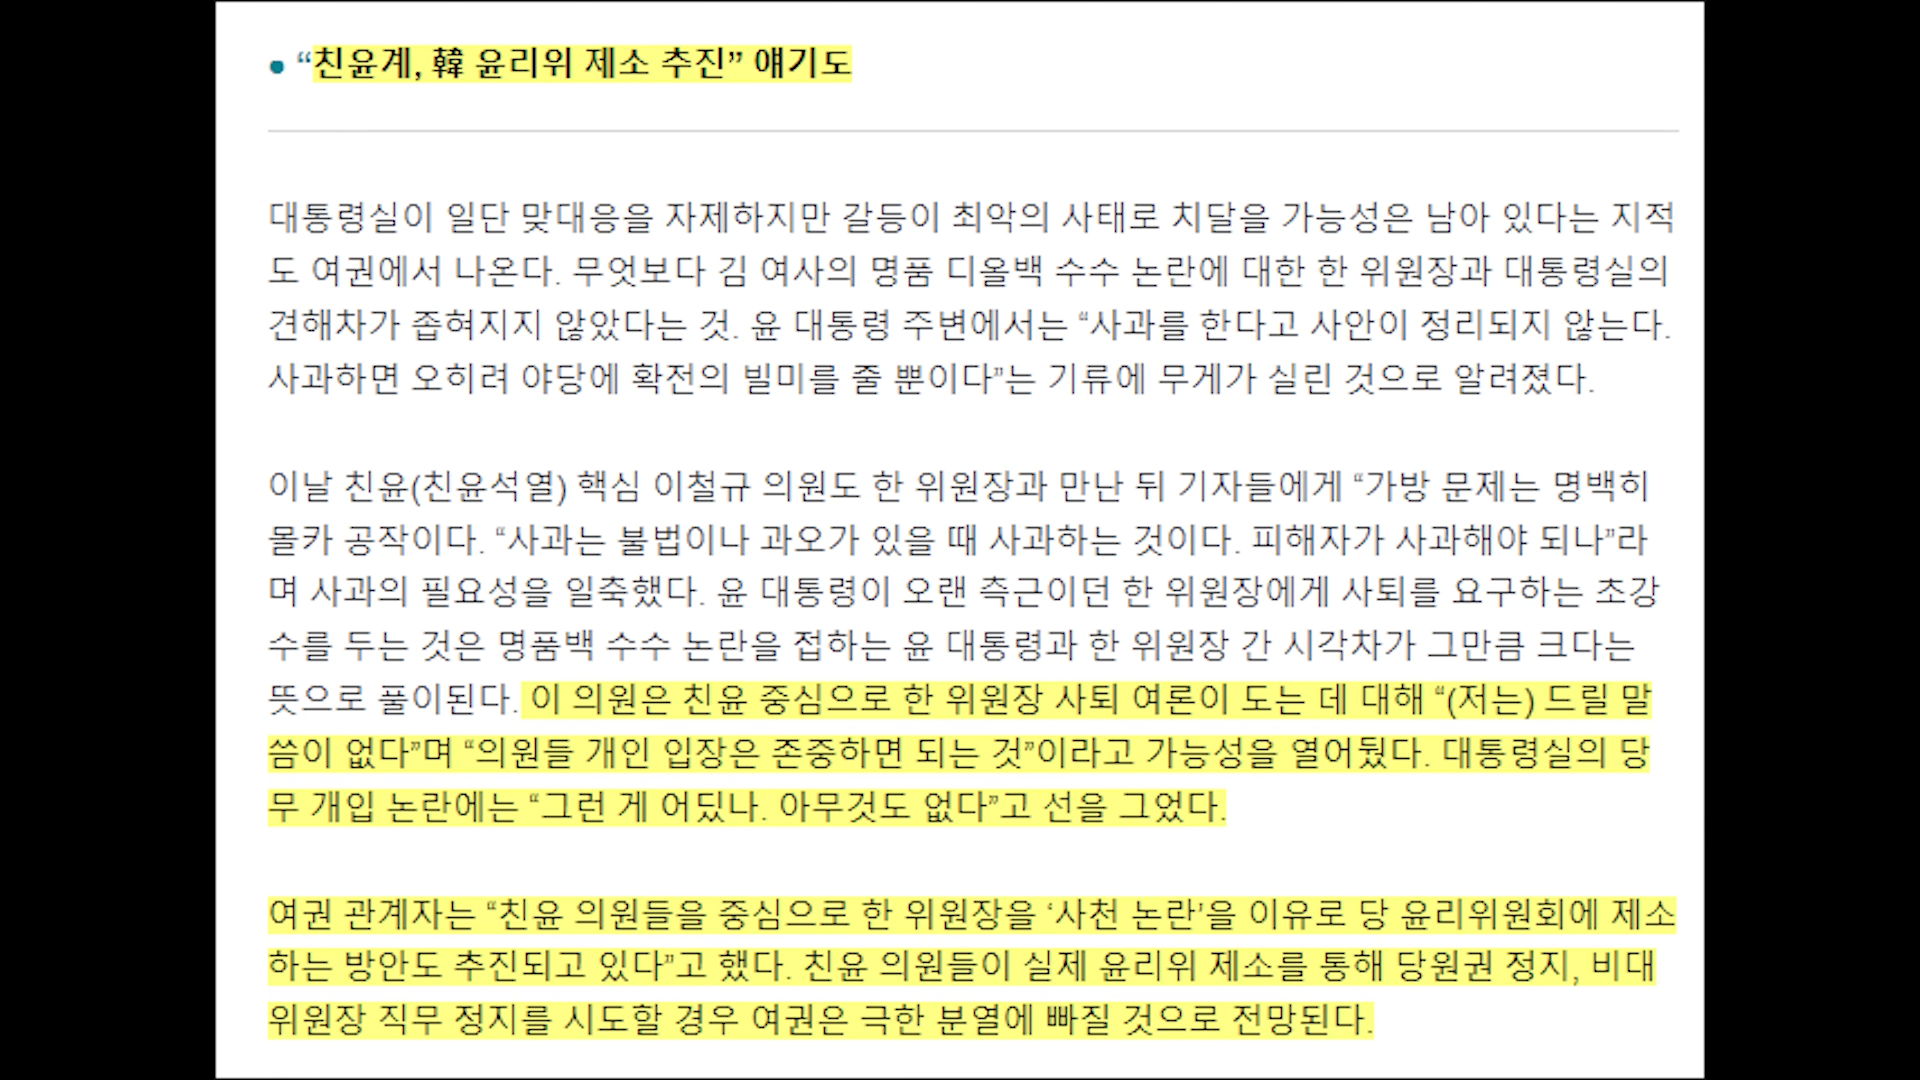 • “친윤계, 韓 윤리위 제소 추진” 얘기도
대통령실이 일단 맞대응을 자제하지만 갈등이 최악의 사태로 치달을 가능성은 남아 있다는 지적
도 여권에서 나온다. 무엇보다 김 여사의 명품 디올백 수수 논란에 대한 한 위원장과 대통령실의
견해차가 좁혀지지 않았다는 것. 윤 대통령 주변에서는 “사과를 한다고 사안이 정리되지 않는다.
사과하면 오히려 야당에 확전의 빌미를 줄 뿐이다”는 기류에 무게가 실린 것으로 알려졌다.
이날 친윤(친윤석열) 핵심 이철규 의원도 한 위원장과 만난 뒤 기자들에게 “가방 문제는 명백히
몰카 공작이다. “사과는 불법이나 과오가 있을 때 사과하는 것이다. 피해자가 사과해야 되나”라
며 사과의 필요성을 일축했다. 윤 대통령이 오랜 측근이던 한 위원장에게 사퇴를 요구하는 초강
수를 두는 것은 명품백 수수 논란을 접하는 윤 대통령과 한 위원장 간 시각차가 그만큼 크다는
뜻으로 풀이된다. 이 의원은 친윤 중심으로 한 위원장 사퇴 여론이 도는 데 대해 “(저는) 드릴 말
씀이 없다”며 “의원들 개인 입장은 존중하면 되는 것”이라고 가능성을 열어뒀다. 대통령실의 당
무 개입 논란에는 “그런 게 어딨나. 아무것도 없다”고 선을 그었다.
여권 관계자는 “친윤 의원들을 중심으로 한 위원장을 ‘사천 논란’을 이유로 당 윤리위원회에 제소
하는 방안도 추진되고 있다”고 했다. 친윤 의원들이 실제 윤리위 제소를 통해 당원권 정지, 비대
위원장 직무 정지를 시도할 경우 여권은 극한 분열에 빠질 것으로 전망된다.